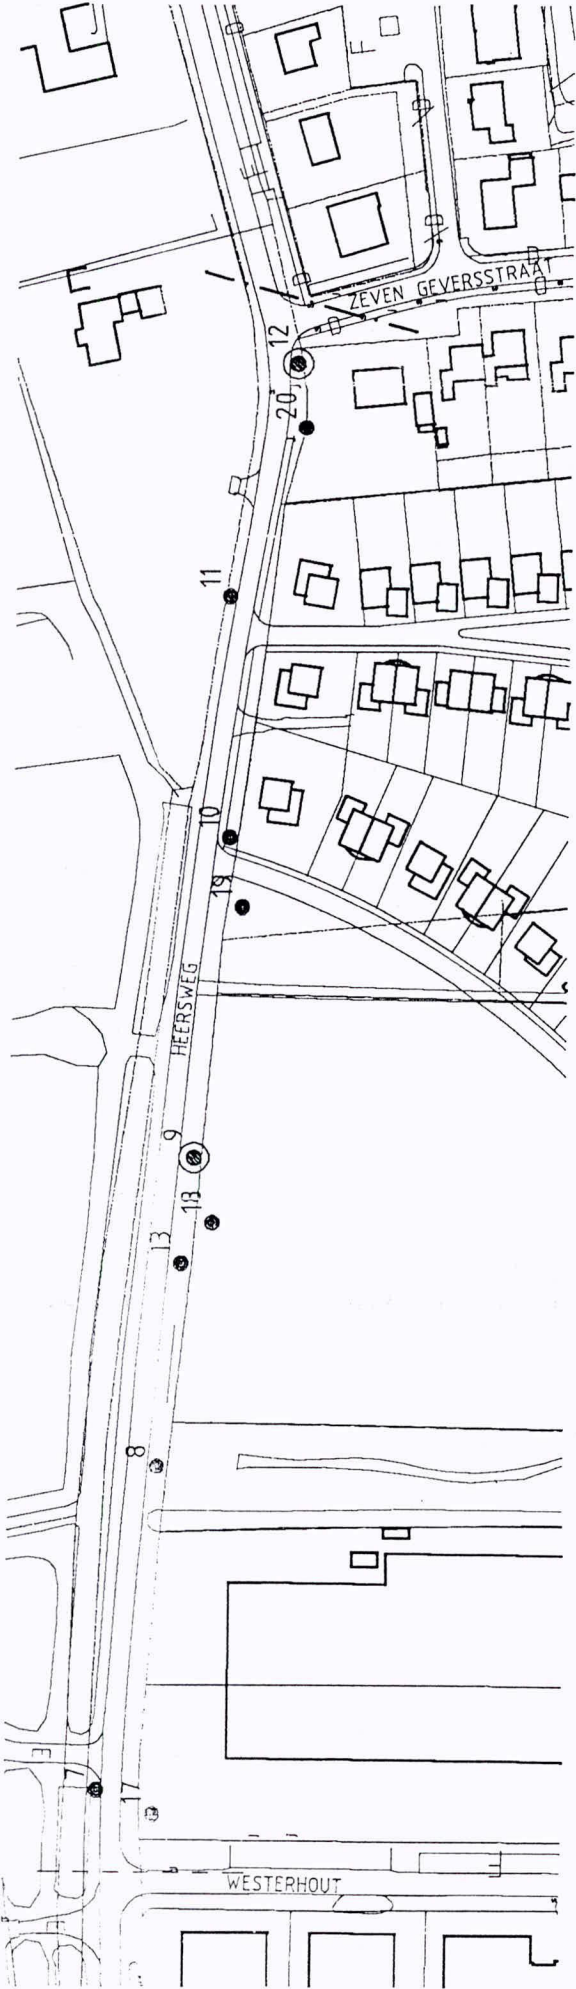 F
D
D
D
D
D
ZEVEN GEVERSSTRAAT
D
D
12
20
11
10
19
HEERSWEG
9
18
13
8
E
7
17
WESTERHOUT